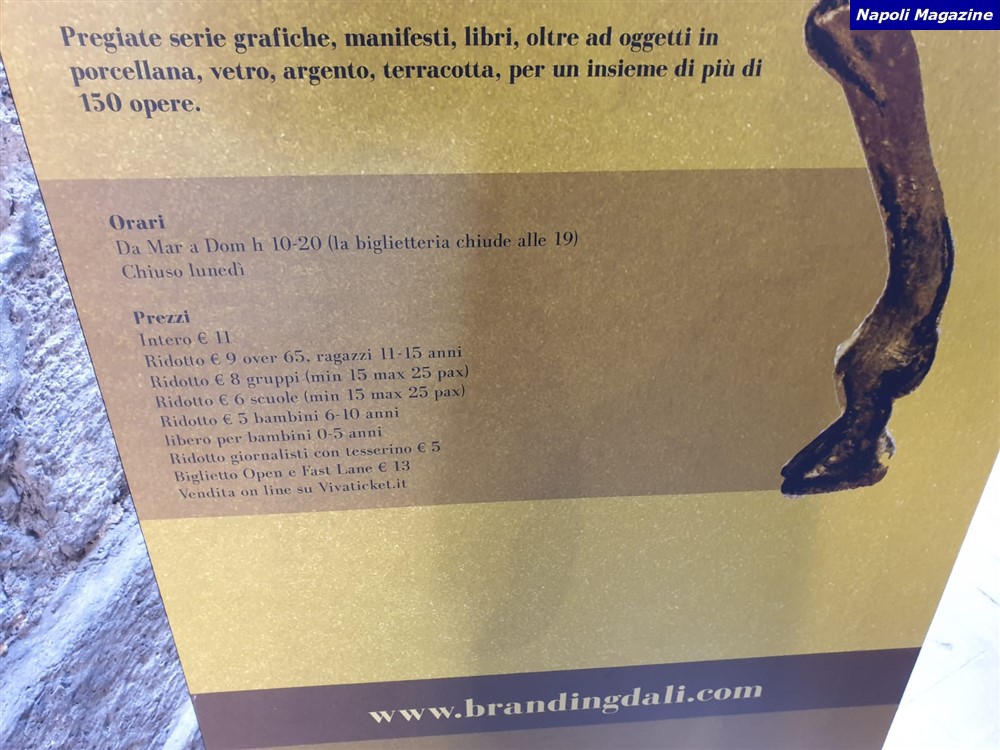 Napoli Magazine
Pregiate serie grafiche, manifesti, libri, oltre ad oggetti in
porcellana, vetro, argento, terracotta, per un insieme di più di
150 opere.
Orari
Da Mar a Dom h 10-20 (la biglietteria chiude alle 19)
Chiuso lunedì
Prezzi
Intero € 11
Ridotto € 9 over 65, ragazzi 11-15 anni
Ridotto € 8 gruppi (min 15 max 25 pax)
Ridotto € 6 scuole (min 15 max 25 pax)
Ridotto € 5 bambini 6-10 anni
libero per bambini 0-5 anni
Ridotto giornalisti con tesserino € 5
Biglietto Open e Fast Lane € 13
Vendita on line su Vivaticket.it
www.brandingdali.com